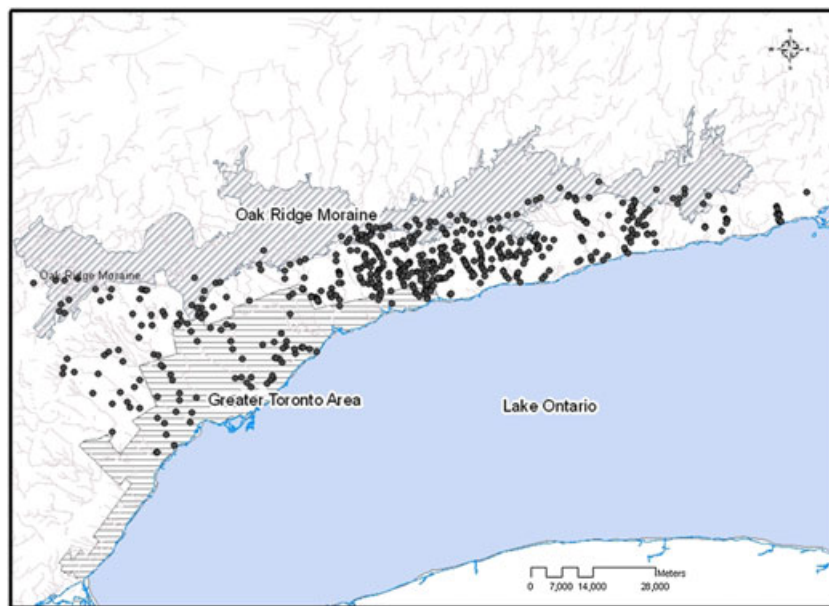 Oak Ridge Moraine
Oak Ridge Moraine
Greater Toronto Area
Lake Ontario
Meters
0 7,000 14,000 28,000